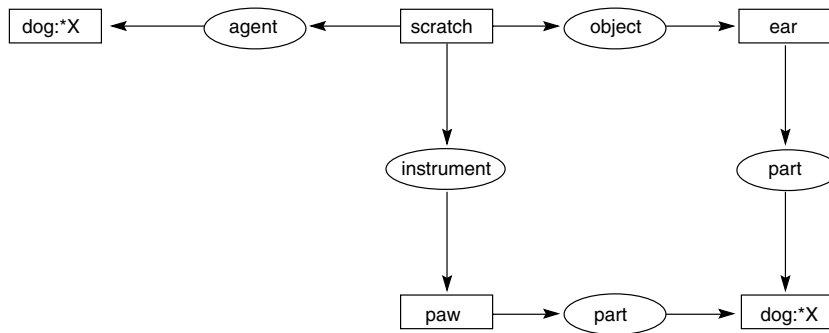 dog:*X agent scratch object ear
instrument part
paw part dog:*X